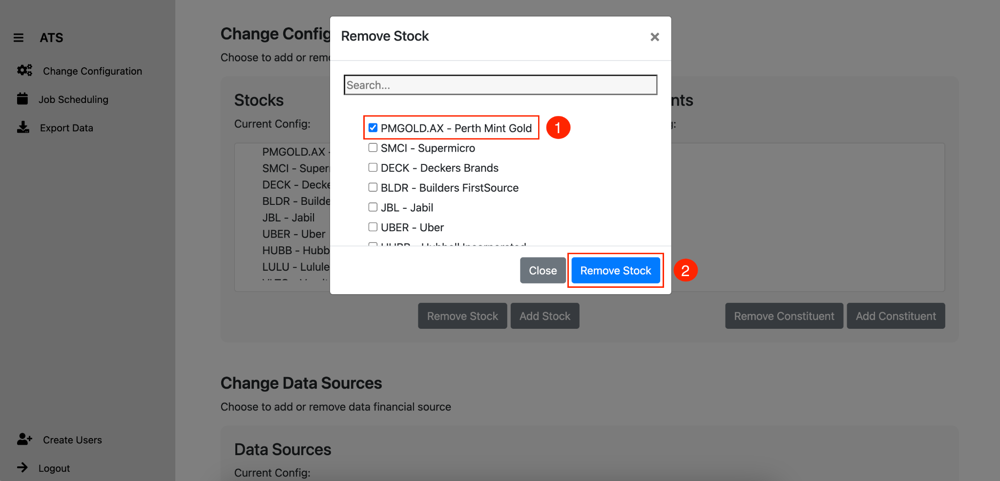 ATS
Change Configuration
Job Scheduling
Export Data
Create Users
Logout
Change Config
Choose to add or remo
Stocks
Current Config:
PMGOLD.AX -
SMCI - Super
DECK - Decke
BLDR - Builde
JBL - Jabil
UBER - Uber
HUBB - Hubb
LULU - Lulule
Remove Stock
Add Stock
nts
g:
Remove Constituent
Add Constituent
Remove Stock
×
Search...
PMGOLD.AX - Perth Mint Gold
1
SMCI - Supermicro
DECK - Deckers Brands
BLDR - Builders FirstSource
JBL - Jabil
UBER - Uber
HUBB - Hubbell Incorporated
Close
Remove Stock
2
Change Data Sources
Choose to add or remove data financial source
Data Sources
Current Config: